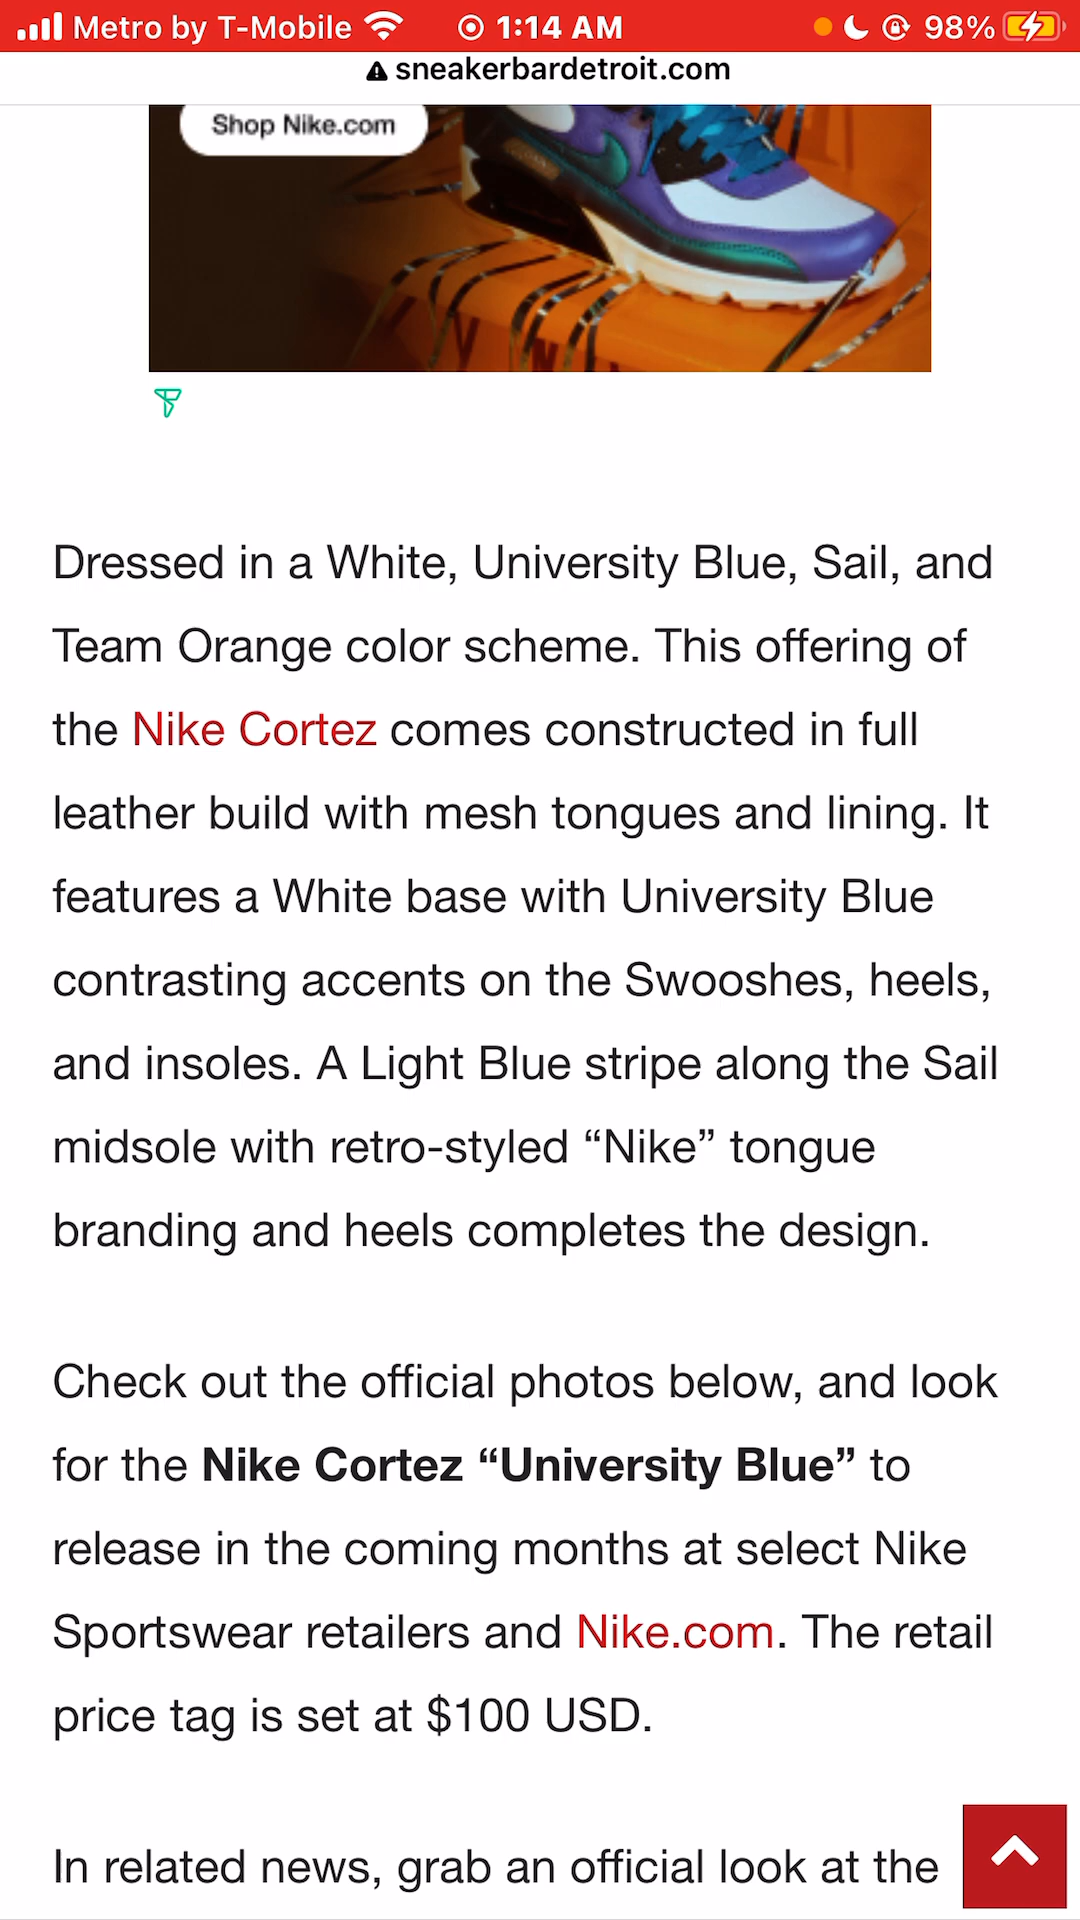 Metro by T-Mobile 1:14 AM 98%
sneakerbardetroit.com
Shop Nike.com
Dressed in a White, University Blue, Sail, and
Team Orange color scheme. This offering of
the Nike Cortez comes constructed in full
leather build with mesh tongues and lining. It
features a White base with University Blue
contrasting accents on the Swooshes, heels,
and insoles. A Light Blue stripe along the Sail
midsole with retro-styled “Nike” tongue
branding and heels completes the design.
Check out the official photos below, and look
for the Nike Cortez “University Blue” to
release in the coming months at select Nike
Sportswear retailers and Nike.com. The retail
price tag is set at $100 USD.
In related news, grab an official look at the